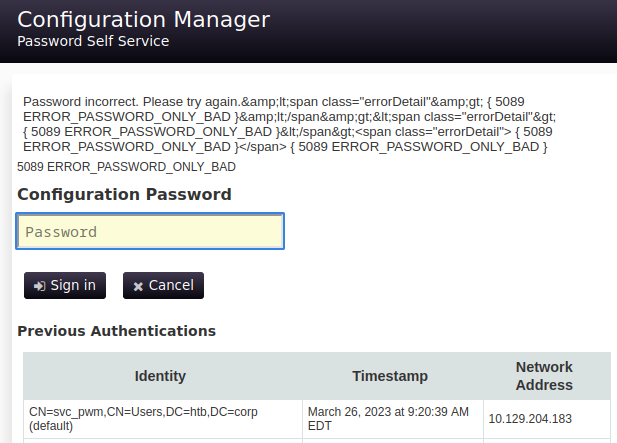 Configuration Manager
Password Self Service
Password incorrect. Please try again.&amp;lt;span class="errorDetail"&amp;gt; { 5089
ERROR_PASSWORD_ONLY_BAD }&amp;lt;/span&amp;gt;&lt;span class="errorDetail"&gt;
{ 5089 ERROR_PASSWORD_ONLY_BAD }&lt;/span&gt;<span class="errorDetail"> { 5089
ERROR_PASSWORD_ONLY_BAD }</span> { 5089 ERROR_PASSWORD_ONLY_BAD }
5089 ERROR_PASSWORD_ONLY_BAD
Configuration Password
Password
Sign in
Cancel
Previous Authentications
Identity Timestamp Network
Address
CN=svc_pwm,CN=Users,DC=htb,DC=corp March 26, 2023 at 9:20:39 AM 10.129.204.183
(default) EDT